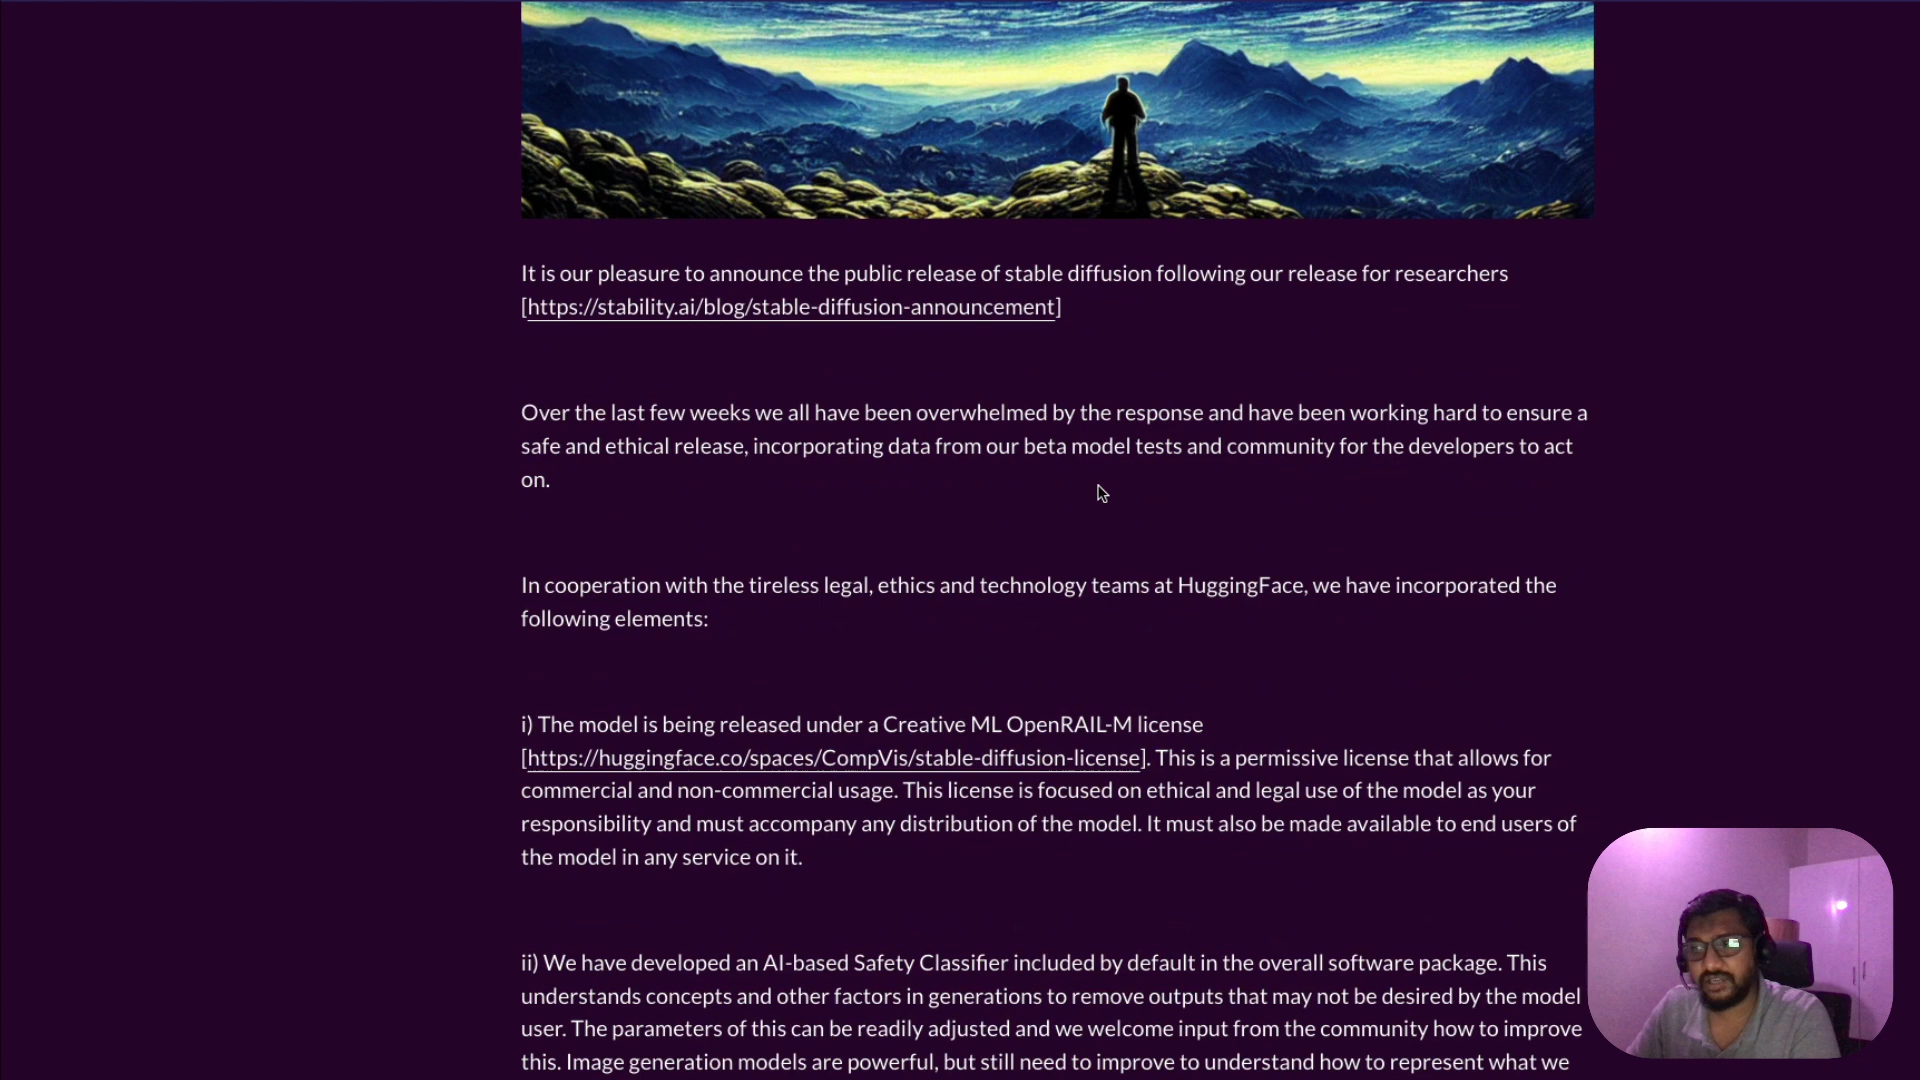 It is our pleasure to announce the public release of stable diffusion following our release for researchers
[https://stability.ai/blog/stable-diffusion-announcement]
Over the last few weeks we all have been overwhelmed by the response and have been working hard to ensure a
safe and ethical release, incorporating data from our beta model tests and community for the developers to act
on.
In cooperation with the tireless legal, ethics and technology teams at HuggingFace, we have incorporated the
following elements:
i) The model is being released under a Creative ML OpenRAIL-M license
[https://huggingface.co/spaces/CompVis/stable-diffusion-license]. This is a permissive license that allows for
commercial and non-commercial usage. This license is focused on ethical and legal use of the model as your
responsibility and must accompany any distribution of the model. It must also be made available to end users of
the model in any service on it.
ii) We have developed an AI-based Safety Classifier included by default in the overall software package. This
understands concepts and other factors in generations to remove outputs that may not be desired by the model
user. The parameters of this can be readily adjusted and we welcome input from the community how to improve
this. Image generation models are powerful, but still need to improve to understand how to represent what we